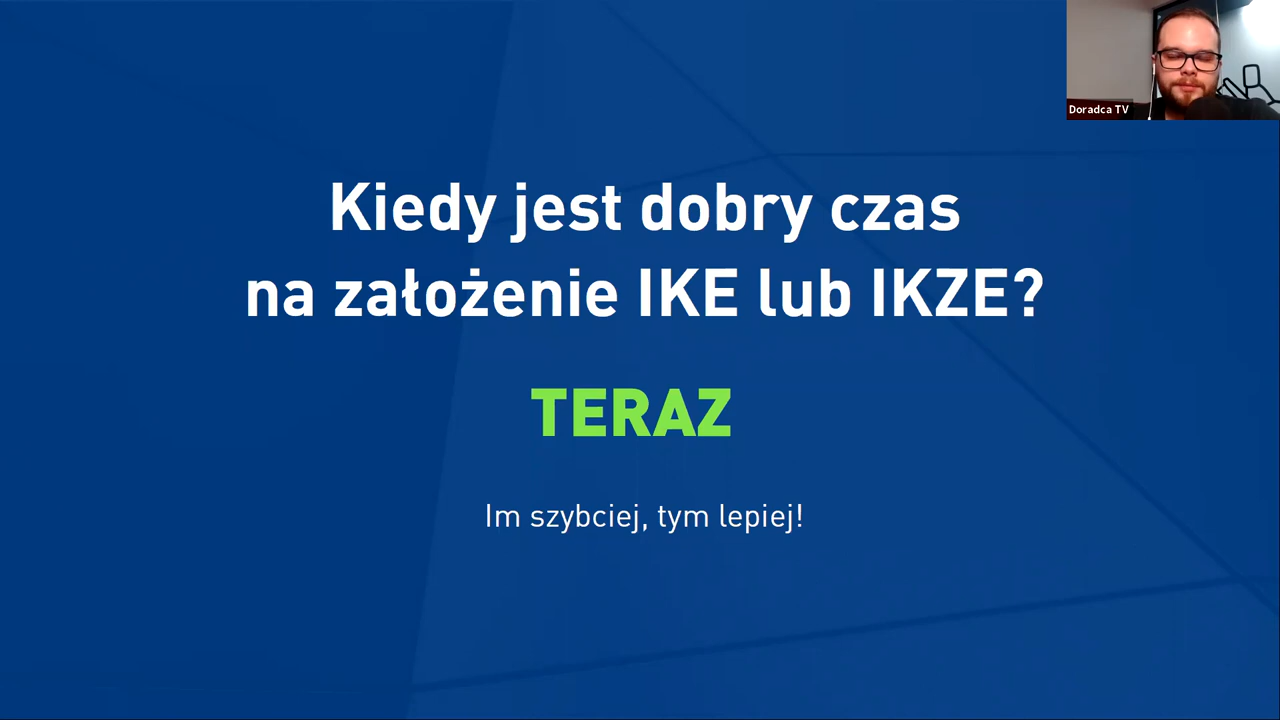 Doradca TV
Kiedy jest dobry czas
na założenie IKE lub IKZE?
TERAZ
Im szybciej, tym lepiej!